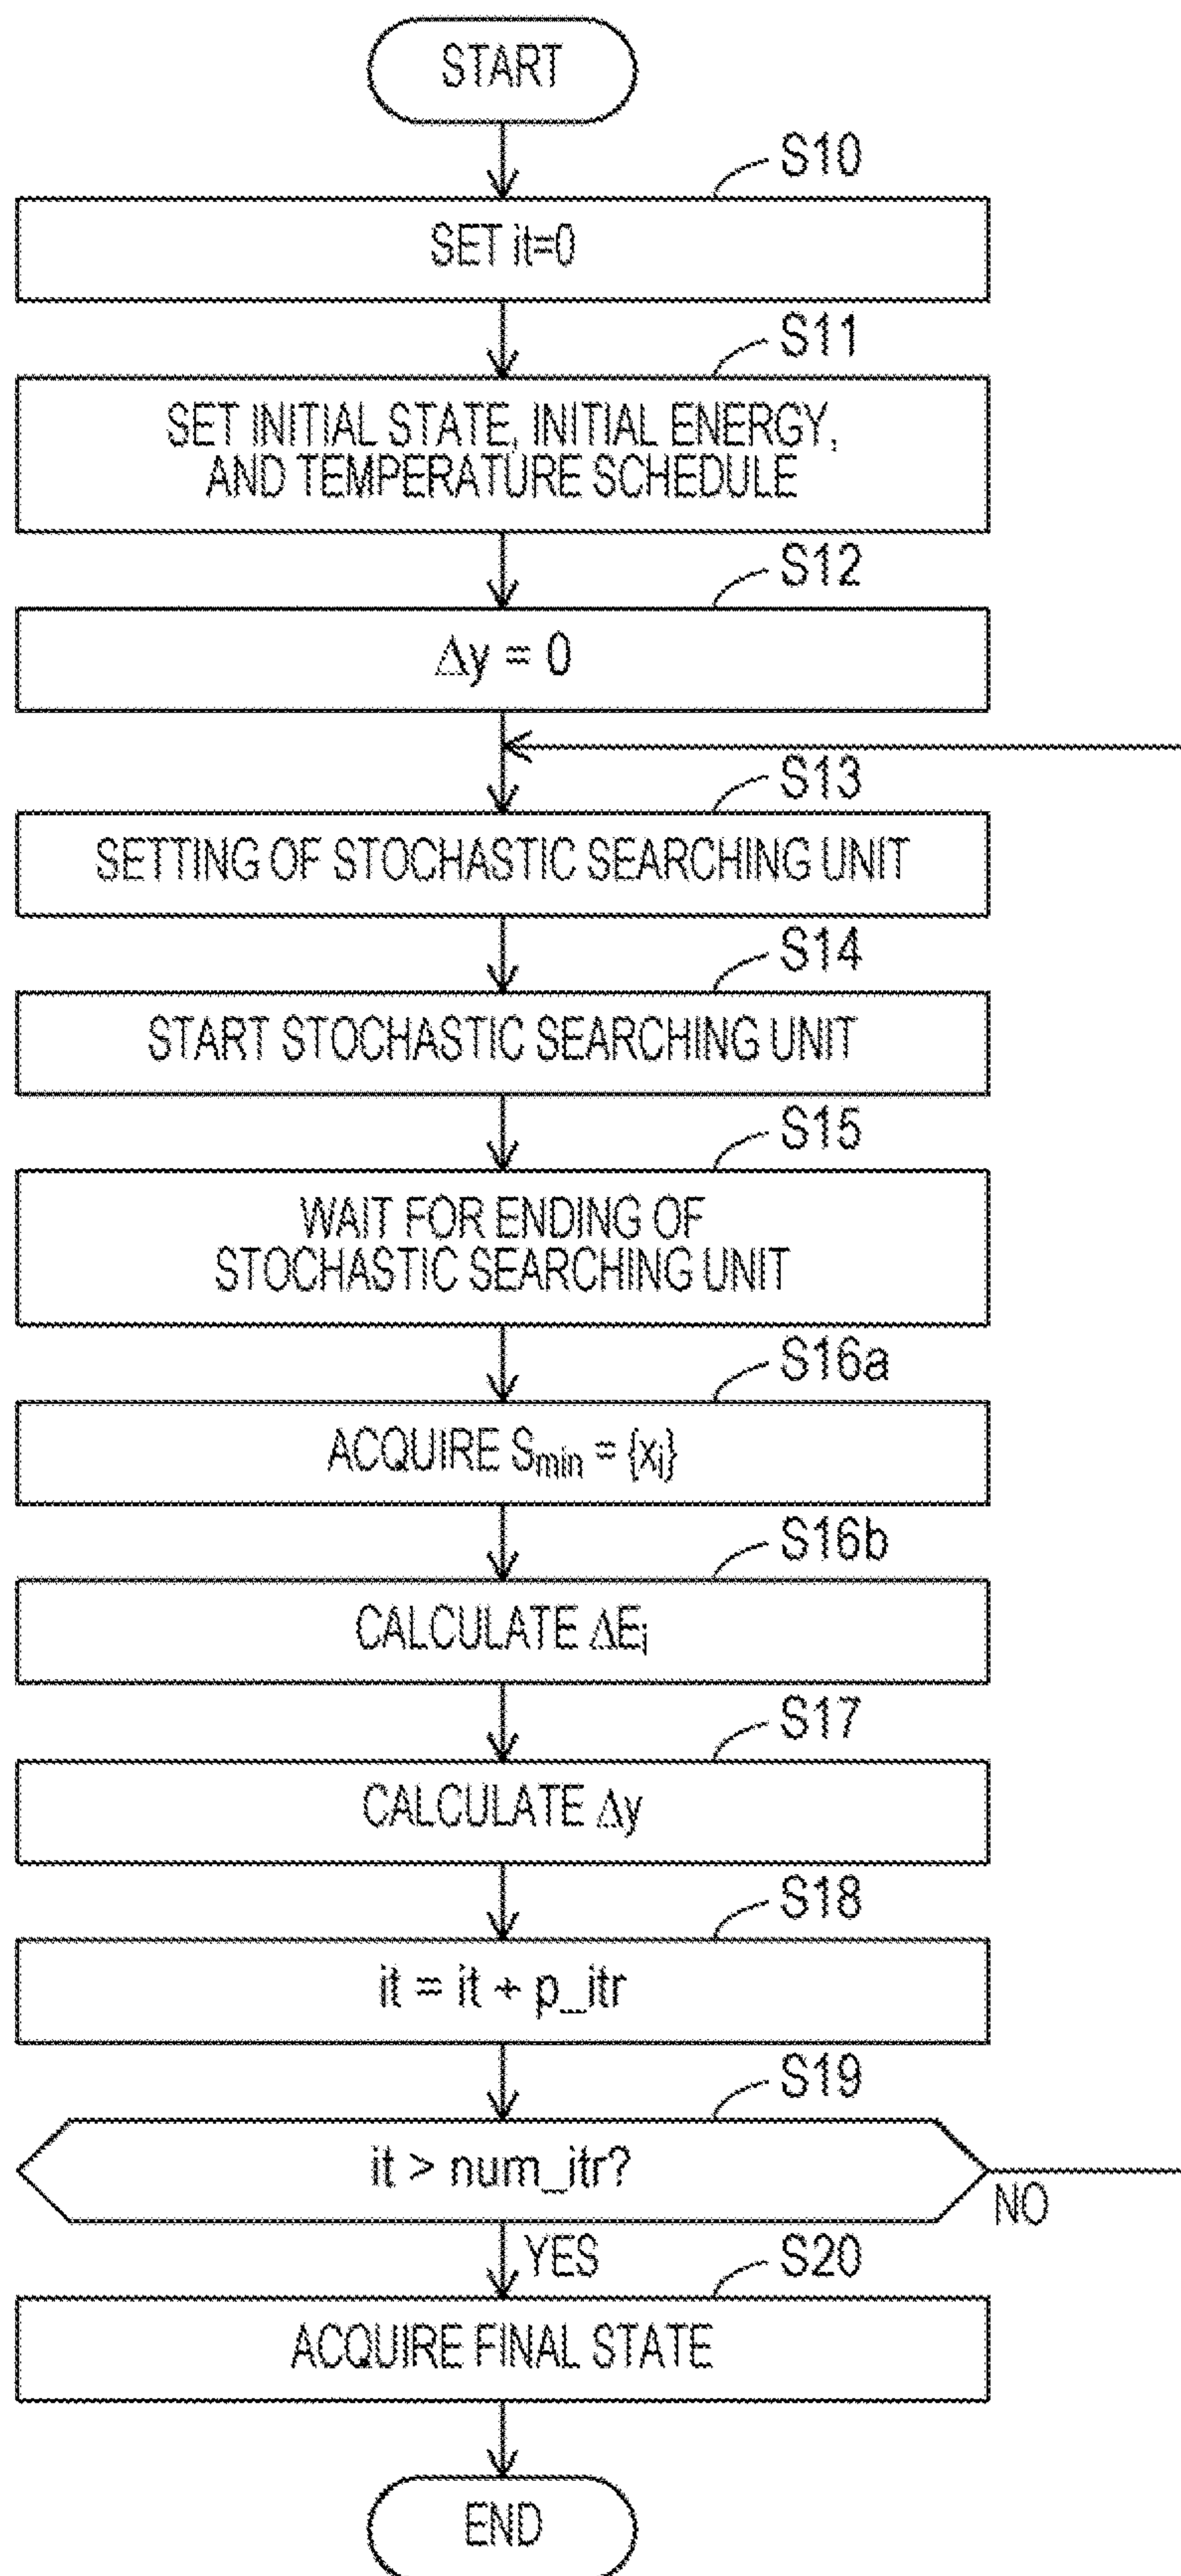 START
S10
SET it=0
S11
SET INITIAL STATE, INITIAL ENERGY,
AND TEMPERATURE SCHEDULE
S12
Δy = 0
S13
SETTING OF STOCHASTIC SEARCHING UNIT
S14
START STOCHASTIC SEARCHING UNIT
S15
WAIT FOR ENDING OF
STOCHASTIC SEARCHING UNIT
S16a
ACQUIRE Smin = {xi}
S16b
CALCULATE ΔEi
S17
CALCULATE Δy
S18
it = it + p_itr
S19
it > num_itr?
NO
YES
S20
ACQUIRE FINAL STATE
END